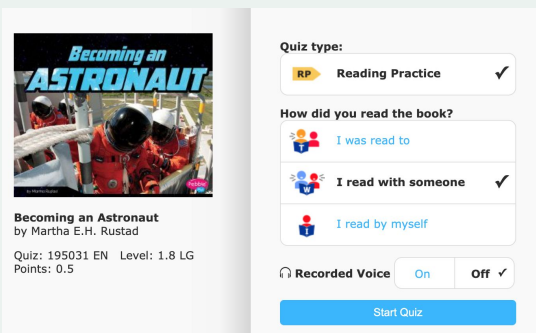 Becoming an
ASTRONAUT
by Martha Rustad
pebble
Becoming an Astronaut
by Martha E.H. Rustad
Quiz: 195031 EN Level: 1.8 LG
Points: 0.5
Quiz type:
RP Reading Practice
How did you read the book?
T I was read to
W I read with someone
I I read by myself
Recorded Voice On Off
Start Quiz